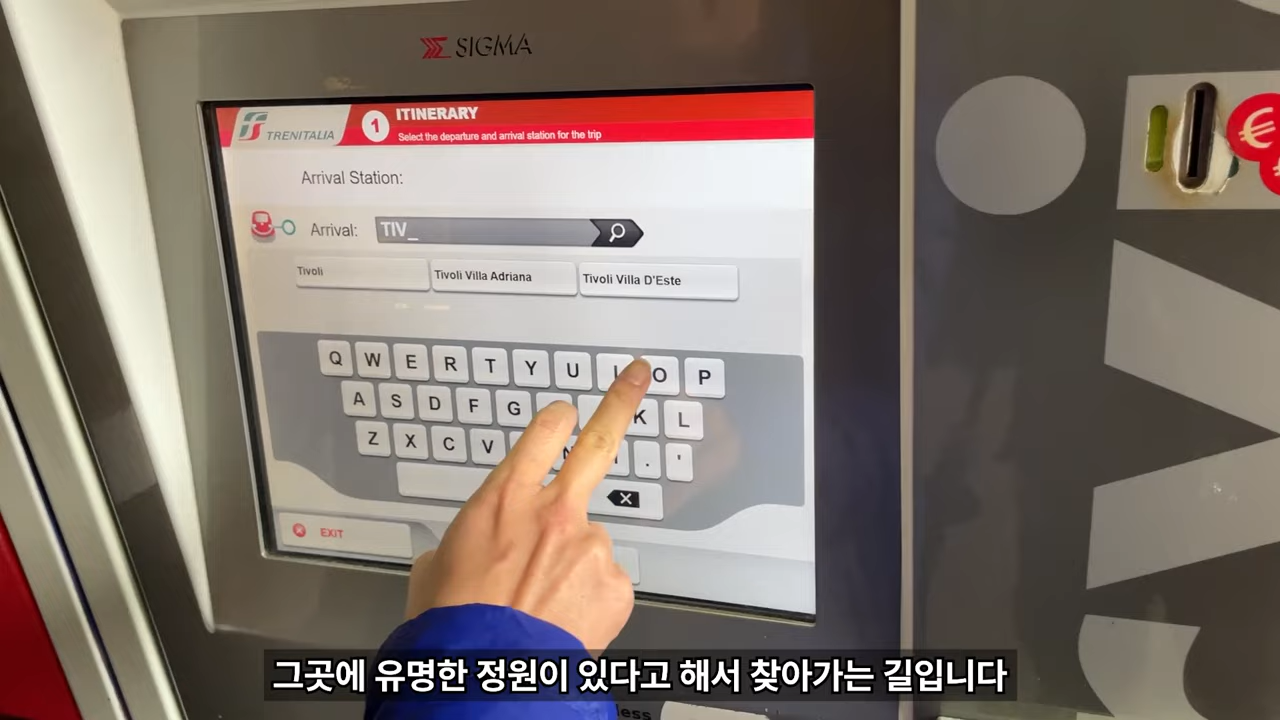 SIGMA
TRENITALIA
1
ITINERARY
Select the departure and arrival station for the trip
Arrival Station:
Arrival: TIV_
Tivoli
Tivoli Villa Adriana
Tivoli Villa D'Este
Q W E R T Y U I O P
A S D F G K L
Z X C V N . '
EXIT
€
그곳에 유명한 정원이 있다고 해서 찾아가는 길입니다